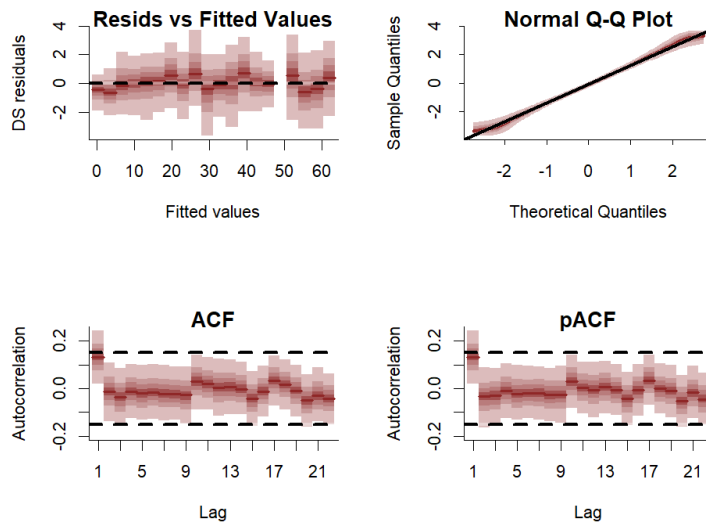 Resids vs Fitted Values
DS residuals
4
2
0
-2
0 10 20 30 40 50 60
Fitted values
Normal Q-Q Plot
Sample Quantiles
4
2
0
-2
-2 -1 0 1 2
Theoretical Quantiles
ACF
Autocorrelation
0.2
0.0
-0.2
1 5 9 13 17 21
Lag
pACF
Autocorrelation
0.2
0.0
-0.2
1 5 9 13 17 21
Lag